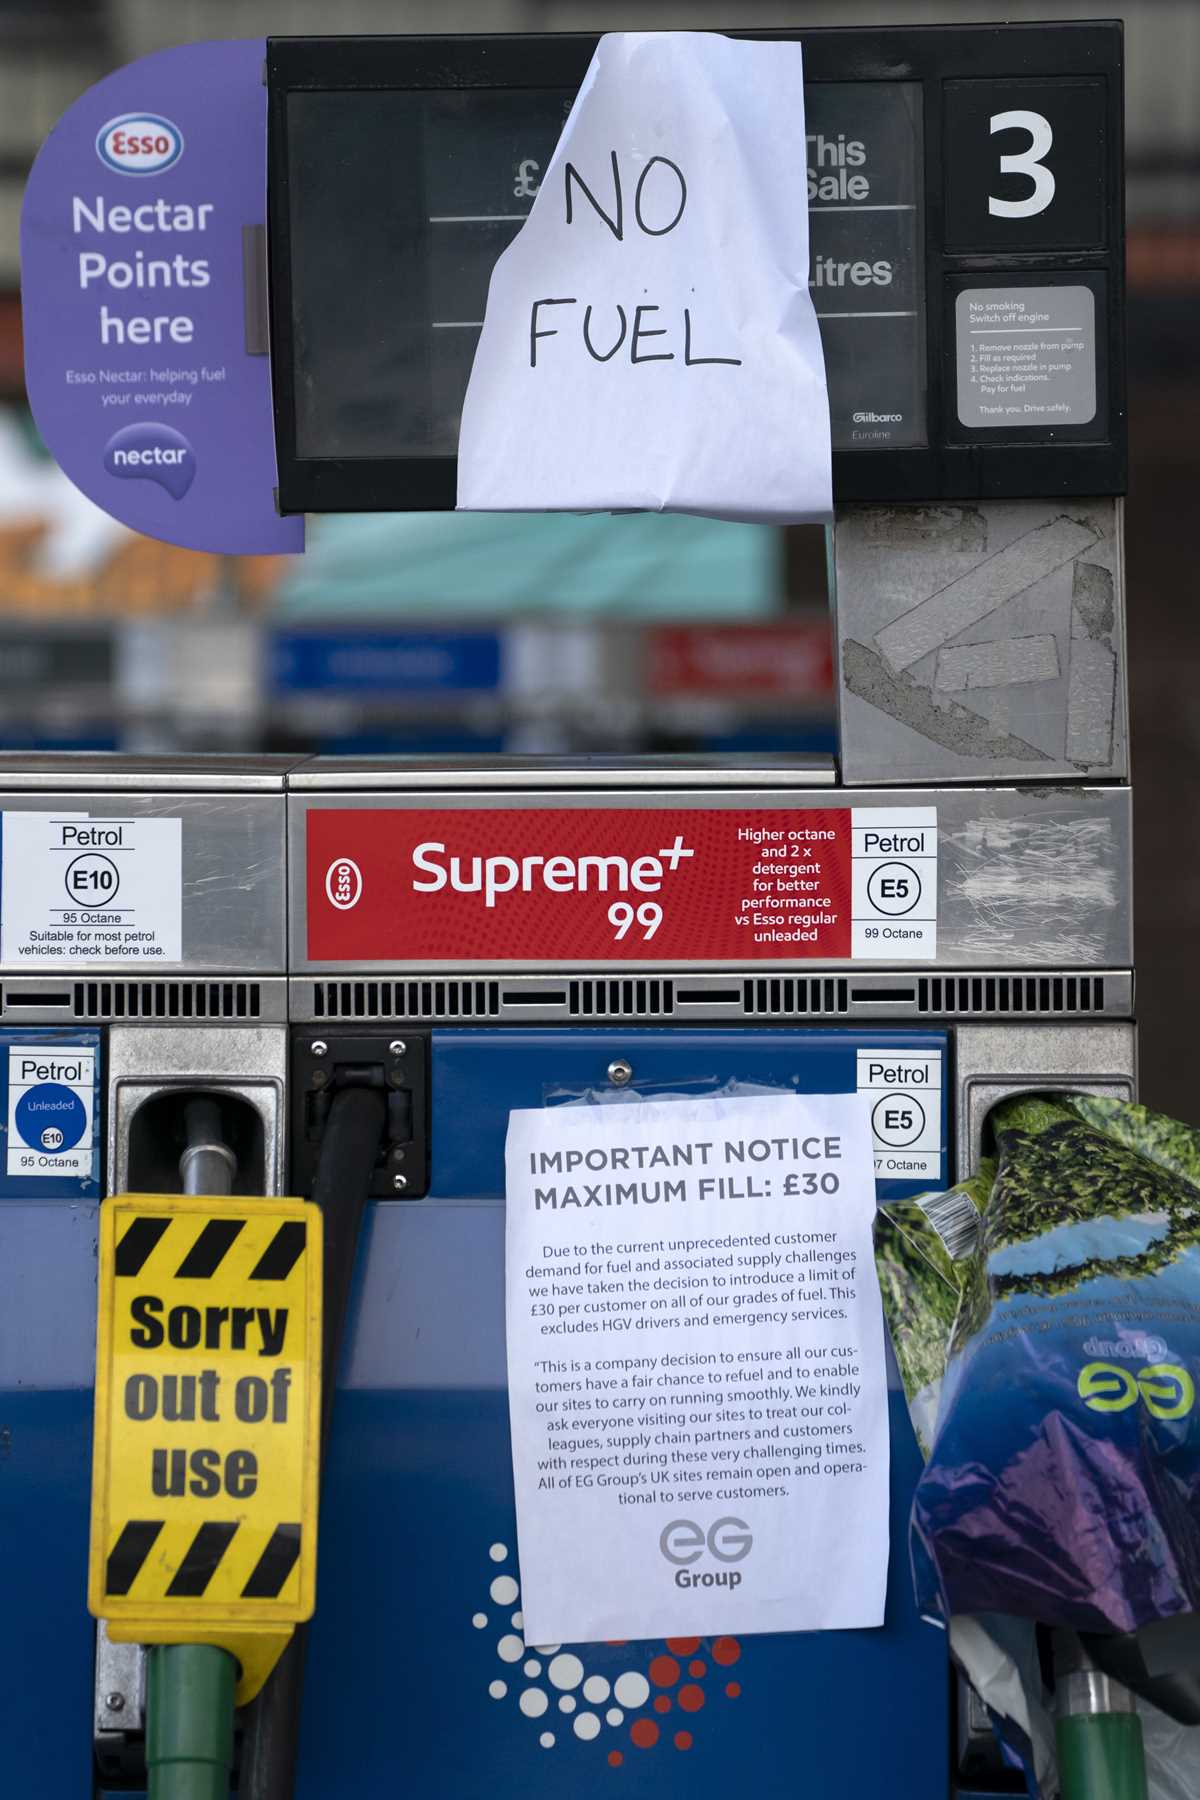 Esso
Nectar
Points
here
Esso Nectar: helping fuel
your everyday
nectar
NO
FUEL
£
This
Sale
Litres
Gilbarco
Euroline
3
No smoking
Switch off engine
1. Remove nozzle from pump
2. Fill as required
3. Replace nozzle in pump
4. Check indications.
Pay for fuel
Thank you. Drive safely.
Petrol
E10
95 Octane
Suitable for most petrol
vehicles: check before use.
Esso
Supreme+
99
Higher octane
and 2 x
detergent
for better
performance
vs Esso regular
unleaded
Petrol
E5
99 Octane
Petrol
Unleaded
E10
95 Octane
Petrol
E5
97 Octane
Sorry
out of
use
IMPORTANT NOTICE
MAXIMUM FILL: £30
Due to the current unprecedented customer
demand for fuel and associated supply challenges
we have taken the decision to introduce a limit of
£30 per customer on all of our grades of fuel. This
excludes HGV drivers and emergency services.
"This is a company decision to ensure all our cus-
tomers have a fair chance to refuel and to enable
our sites to carry on running smoothly. We kindly
ask everyone visiting our sites to treat our col-
leagues, supply chain partners and customers
with respect during these very challenging times.
All of EG Group's UK sites remain open and opera-
tional to serve customers.
eG
Group
eG
Group